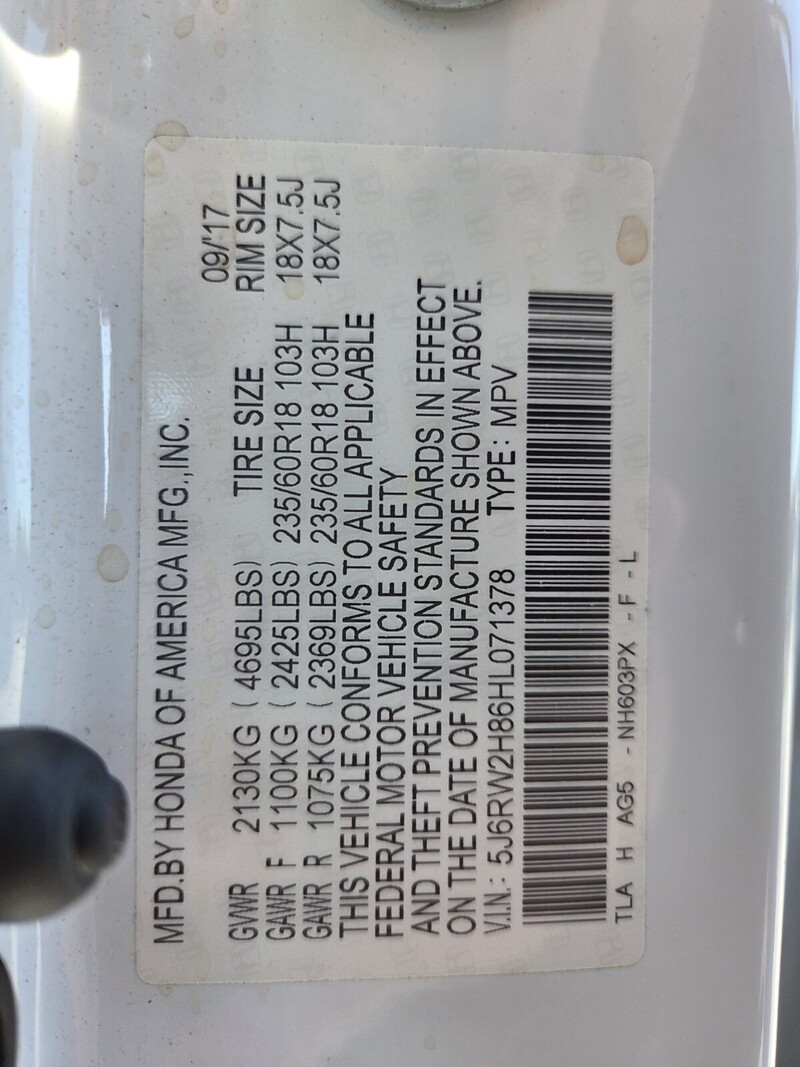 MFD.BY HONDA OF AMERICA MFG.,INC.
09/'17
GVWR 2130KG ( 4695LBS) TIRE SIZE RIM SIZE
GAWR F 1100KG ( 2425LBS) 235/60R18 103H 18X7.5J
GAWR R 1075KG ( 2369LBS) 235/60R18 103H 18X7.5J
THIS VEHICLE CONFORMS TO ALL APPLICABLE
FEDERAL MOTOR VEHICLE SAFETY
AND THEFT PREVENTION STANDARDS IN EFFECT
ON THE DATE OF MANUFACTURE SHOWN ABOVE.
V.I.N.: 5J6RW2H86HL071378 TYPE: MPV
TLA H AG5 - NH603PX - F - L